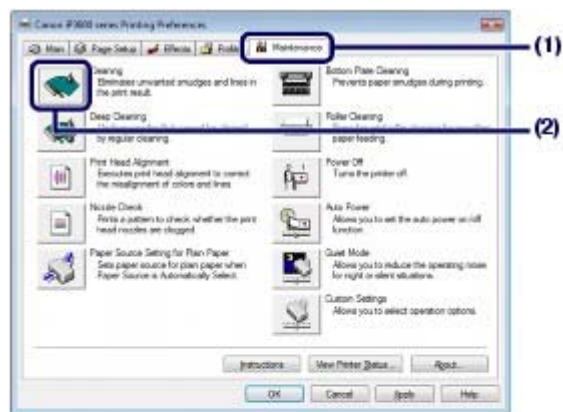 Canon iP3600 series Printing Preferences
Main Page Setup Effects Profiles Maintenance
(1)
Cleaning
Eliminates unwanted smudges and lines in
the print result.
(2)
Deep Cleaning
by regular cleaning.
Print Head Alignment
Executes print head alignment to correct
the misalignment of colors and lines
Nozzle Check
Prints a pattern to check whether the print
head nozzles are clogged.
Paper Source Setting for Plain Paper
Sets paper source for plain paper when
Paper Source is Automatically Select.
Bottom Plate Cleaning
Prevents paper smudges during printing.
Roller Cleaning
paper feeding.
Power Off
Turns the printer off.
Auto Power
Allows you to set the auto power on/off
function.
Quiet Mode
Allows you to reduce the operating noise
for night or silent situations.
Custom Settings
Allows you to select operation options.
Instructions View Printer Status... About...
OK Cancel Apply Help